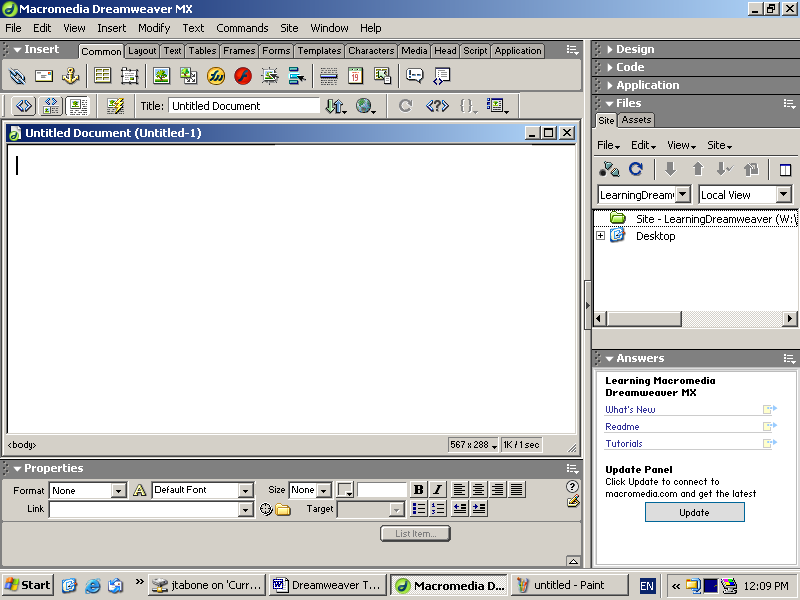 Macromedia Dreamweaver MX
File Edit View Insert Modify Text Commands Site Window Help
Insert Common Layout Text Tables Frames Forms Templates Characters Media Head Script Application
Title: Untitled Document
Untitled Document (Untitled-1)
<body> 567 x 288 1K / 1 sec
Properties
Format None Default Font Size None B I
Link Target
List Item...
Design
Code
Application
Files
Site Assets
File Edit View Site
LearningDream Local View
Site - LearningDreamweaver (W:\
Desktop
Answers
Learning Macromedia
Dreamweaver MX
What's New
Readme
Tutorials
Update Panel
Click Update to connect to
macromedia.com and get the latest
Update
Start » jtabone on 'Curr... Dreamweaver T... Macromedia D... untitled - Paint EN « 12:09 PM